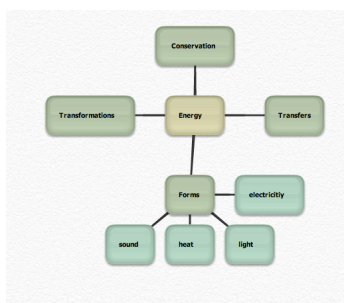 Conservation
Transformations
Energy
Transfers
Forms
electricitiy
sound
heat
light